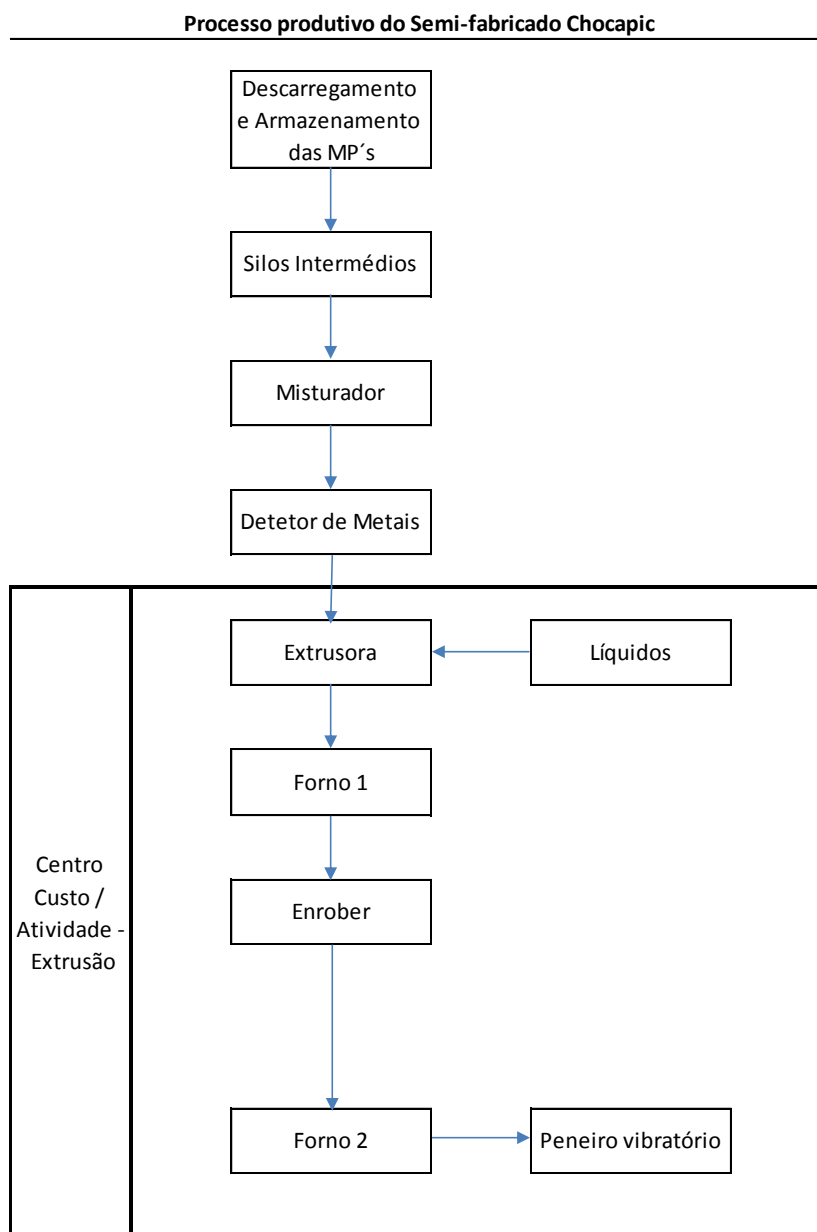 Processo produtivo do Semi-fabricado Chocapic
Descarregamento
e Armazenamento
das MP´s
Silos Intermédios
Misturador
Detetor de Metais
Extrusora
Líquidos
Forno 1
Centro
Custo /
Atividade -
Extrusão
Enrober
Forno 2
Peneiro vibratório